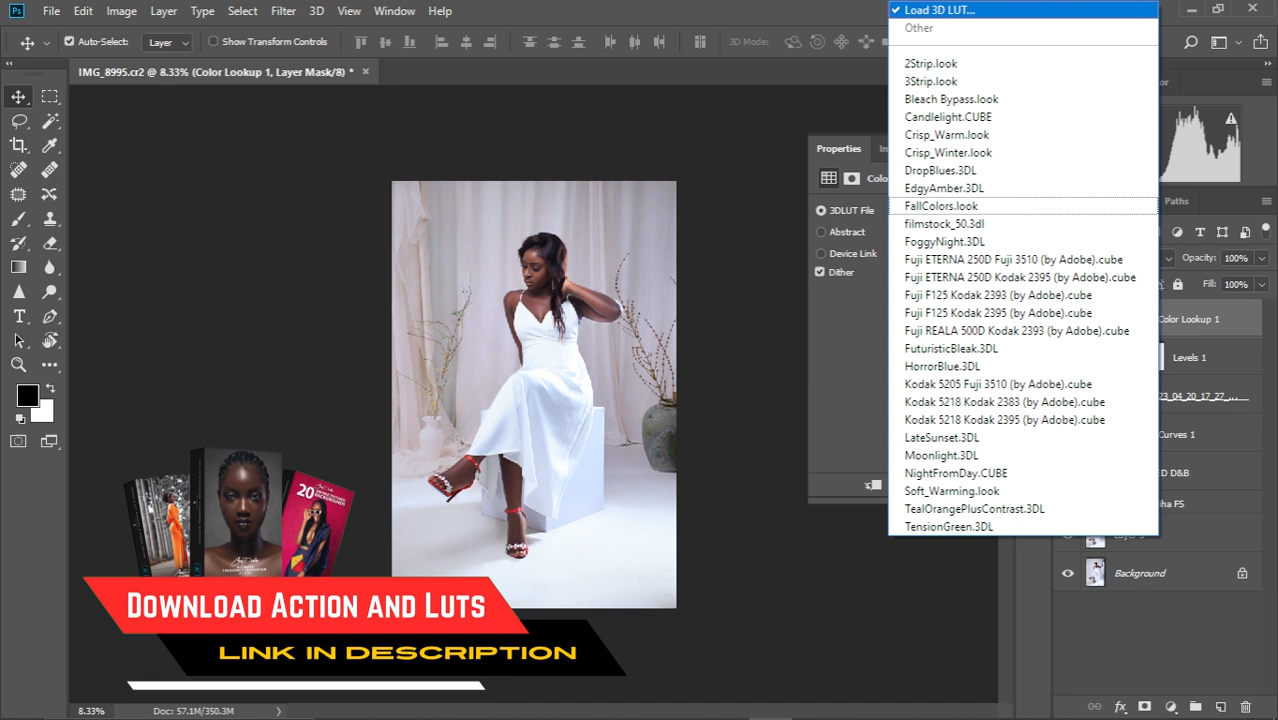 Ps File Edit Image Layer Type Select Filter 3D View Window Help
Auto-Select: Layer Show Transform Controls 3D Mode:
IMG_8995.cr2 @ 8.33% (Color Lookup 1, Layer Mask/8) *
Load 3D LUT...
Other
2Strip.look
3Strip.look
Bleach Bypass.look
Candlelight.CUBE
Crisp_Warm.look
Crisp_Winter.look
DropBlues.3DL
EdgyAmber.3DL
FallColors.look
filmstock_50.3dl
FoggyNight.3DL
Fuji ETERNA 250D Fuji 3510 (by Adobe).cube
Fuji ETERNA 250D Kodak 2395 (by Adobe).cube
Fuji F125 Kodak 2393 (by Adobe).cube
Fuji F125 Kodak 2395 (by Adobe).cube
Fuji REALA 500D Kodak 2393 (by Adobe).cube
FuturisticBleak.3DL
HorrorBlue.3DL
Kodak 5205 Fuji 3510 (by Adobe).cube
Kodak 5218 Kodak 2383 (by Adobe).cube
Kodak 5218 Kodak 2395 (by Adobe).cube
LateSunset.3DL
Moonlight.3DL
NightFromDay.CUBE
Soft_Warming.look
TealOrangePlusContrast.3DL
TensionGreen.3DL
Properties
Colo
3DLUT File
Abstract
Device Link
Dither
Paths
Opacity: 100%
Fill: 100%
Color Lookup 1
Levels 1
23_04_20_17_27_...
Curves 1
D D&B
iha F5
Background
20
BACKGROUNDS
Download Action and Luts
LINK IN DESCRIPTION
8.33% Doc: 57.1M/350.3M